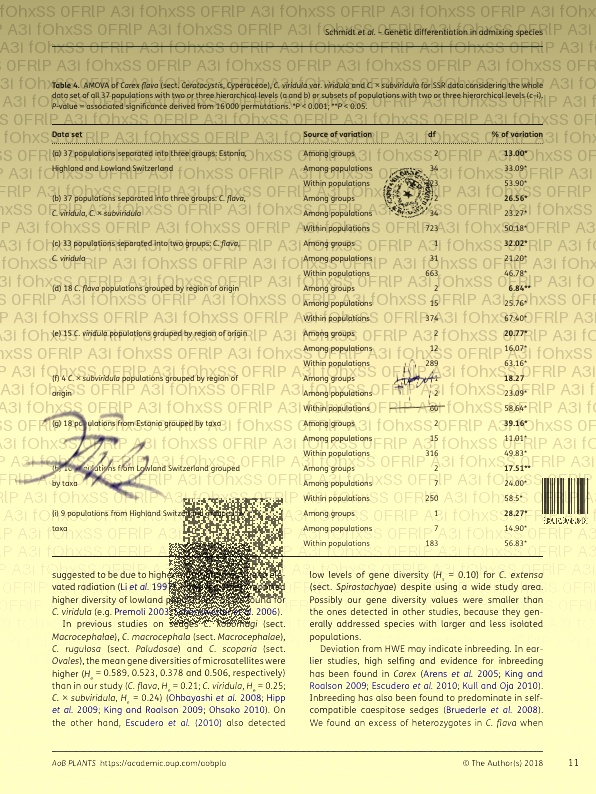 Schmidt et al. – Genetic differentiation in admixing species
Table 4. AMOVA of Carex flava (sect. Ceratocystis, Cyperaceae), C. viridula var. viridula and C. × subviridula for SSR data considering the whole
data set of all 37 populations with two or three hierarchical levels (a and b) or subsets of populations with two or three hierarchical levels (c–i).
P-value = associated significance derived from 16 000 permutations. *P < 0.001; **P < 0.05.
Data set Source of variation df % of variation
(a) 37 populations separated into three groups: Estonia, Among groups 2 13.00*
Highland and Lowland Switzerland Among populations 34 33.09*
Within populations 53.90*
(b) 37 populations separated into three groups: C. flava, Among groups 2 26.56*
C. viridula, C. × subviridula Among populations 34 23.27*
Within populations 723 50.18*
(c) 33 populations separated into two groups: C. flava, Among groups 1 32.02*
C. viridula Among populations 31 21.20*
Within populations 663 46.78*
(d) 18 C. flava populations grouped by region of origin Among groups 2 6.84**
Among populations 15 25.76*
Within populations 374 67.40*
(e) 15 C. viridula populations grouped by region of origin Among groups 2 20.77*
Among populations 12 16.07*
Within populations 289 63.16*
(f) 4 C. × subviridula populations grouped by region of Among groups 18.27
origin Among populations 2 23.09*
Within populations 60 58.64*
(g) 18 populations from Estonia grouped by taxa Among groups 2 39.16*
Among populations 15 11.01*
Within populations 316 49.83*
populations from Lowland Switzerland grouped Among groups 2 17.51**
by taxa Among populations 7 24.00*
Within populations 250 58.5*
(i) 9 populations from Highland Among groups 1 28.27*
taxa Among populations 7 14.90*
Within populations 183 56.83*
suggested to be due to higher
vated radiation (Li et al.
higher diversity of lowland for
C. viridula (e.g. Premoli 2003; 2006).
In previous studies on sedges C. kobomugi (sect.
Macrocephalae), C. macrocephala (sect. Macrocephalae),
C. rugulosa (sect. Paludosae) and C. scoparia (sect.
Ovales), the mean gene diversities of microsatellites were
higher (He = 0.589, 0.523, 0.378 and 0.506, respectively)
than in our study (C. flava, He = 0.21; C. viridula, He = 0.25;
C. × subviridula, He = 0.24) (Ohbayashi et al. 2008; Hipp
et al. 2009; King and Roalson 2009; Ohsako 2010). On
the other hand, Escudero et al. (2010) also detected
low levels of gene diversity (He = 0.10) for C. extensa
(sect. Spirostachyae) despite using a wide study area.
Possibly our gene diversity values were smaller than
the ones detected in other studies, because they gen-
erally addressed species with larger and less isolated
populations.
Deviation from HWE may indicate inbreeding. In ear-
lier studies, high selfing and evidence for inbreeding
has been found in Carex (Arens et al. 2005; King and
Roalson 2009; Escudero et al. 2010; Kull and Oja 2010).
Inbreeding has also been found to predominate in self-
compatible caespitose sedges (Bruederle et al. 2008).
We found an excess of heterozygotes in C. flava when
AoB PLANTS https://academic.oup.com/aobpla © The Author(s) 2018 11